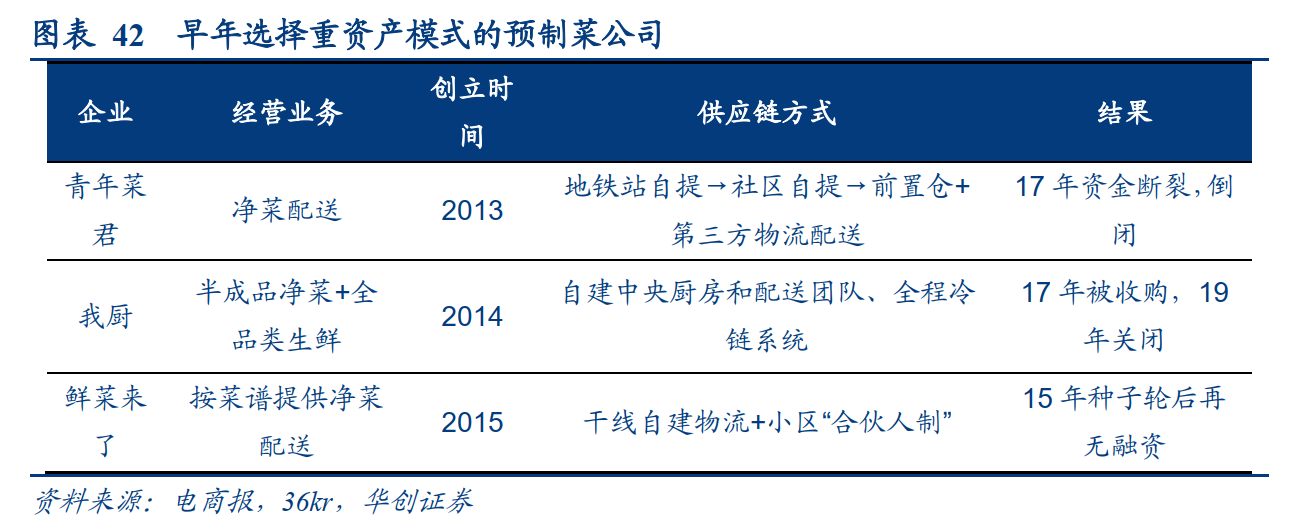 图表 42 早年选择重资产模式的预制菜公司
企业 经营业务 创立时间 供应链方式 结果
青年菜君 净菜配送 2013 地铁站自提→社区自提→前置仓+第三方物流配送 17 年资金断裂，倒闭
我厨 半成品净菜+全品类生鲜 2014 自建中央厨房和配送团队、全程冷链系统 17 年被收购，19 年关闭
鲜菜来了 按菜谱提供净菜配送 2015 干线自建物流+小区“合伙人制” 15 年种子轮后再无融资
资料来源：电商报，36kr，华创证券